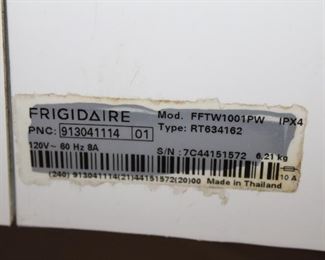 FRIGIDAIRE Mod. FFTW1001PW IPX4
PNC: 913041114 01 Type: RT634162
120V~ 60 Hz 8A S/N :7C44151572 6,21 kg
10 A
(240) 913041114(21)44151572(20)00 Made in Thailand